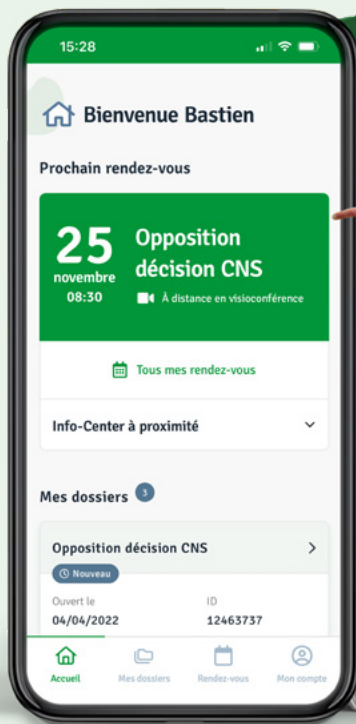 15:28
Bienvenue Bastien
Prochain rendez-vous
25
novembre
08:30
Opposition
décision CNS
À distance en visioconférence
Tous mes rendez-vous
Info-Center à proximité
Mes dossiers 3
Opposition décision CNS
Nouveau
Ouvert le ID
04/04/2022 12463737
Accueil Mes dossiers Rendez-vous Mon compte